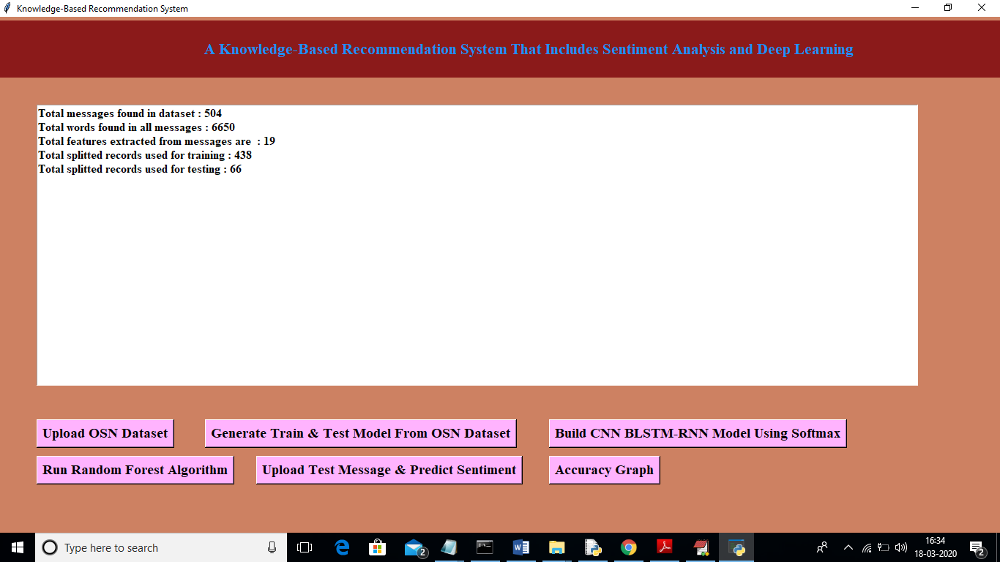 Knowledge-Based Recommendation System
A Knowledge-Based Recommendation System That Includes Sentiment Analysis and Deep Learning
Total messages found in dataset : 504
Total words found in all messages : 6650
Total features extracted from messages are  : 19
Total splitted records used for training : 438
Total splitted records used for testing : 66
Upload OSN Dataset
Generate Train & Test Model From OSN Dataset
Build CNN BLSTM-RNN Model Using Softmax
Run Random Forest Algorithm
Upload Test Message & Predict Sentiment
Accuracy Graph
Type here to search
2
16:34
18-03-2020
2